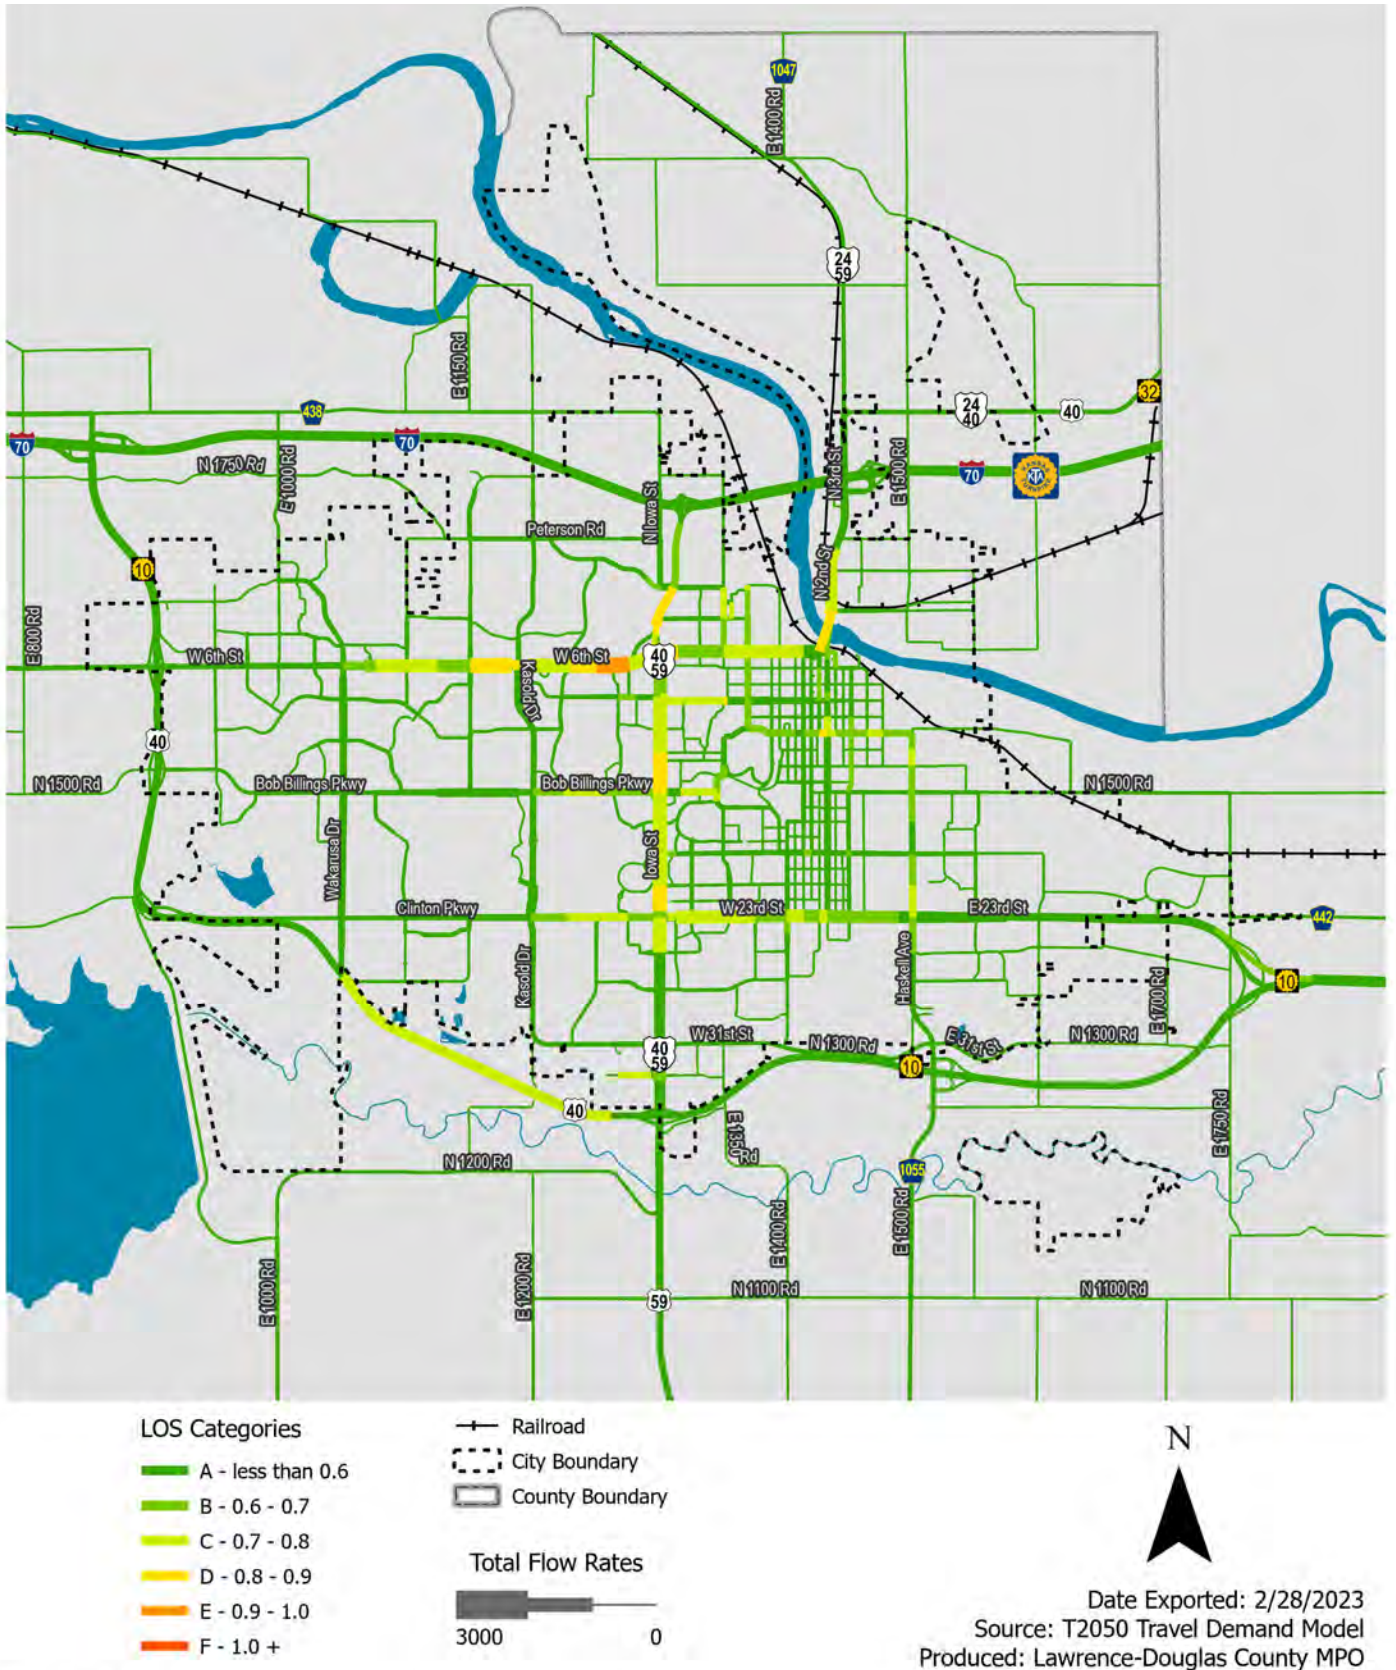 1047
E 1400 Rd
24
59
E 1150 Rd
32
438
24
40
40
70
70
N 1750 Rd
E 1000 Rd
N 3rd St
E 1500 Rd
70
KANSAS
KTA
TURNPIKE
N Iowa St
Peterson Rd
10
N 2nd St
E 800 Rd
W 6th St
W 6th St
40
59
Kasold Dr
40
N 1500 Rd
Bob Billings Pkwy
Bob Billings Pkwy
N 1500 Rd
Wakarusa Dr
Iowa St
Clinton Pkwy
W 23rd St
E 23rd St
442
Kasold Dr
Haskell Ave
E 1700 Rd
10
W 31st St
N 1300 Rd
E 31st St
N 1300 Rd
40
59
10
40
E 1350
Rd
E 1750 Rd
N 1200 Rd
1055
E 1000 Rd
E 1200 Rd
E 1400 Rd
E 1500 Rd
59
N 1100 Rd
N 1100 Rd
LOS Categories
A - less than 0.6
B - 0.6 - 0.7
C - 0.7 - 0.8
D - 0.8 - 0.9
E - 0.9 - 1.0
F - 1.0 +
Railroad
City Boundary
County Boundary
Total Flow Rates
3000 0
N
Date Exported: 2/28/2023
Source: T2050 Travel Demand Model
Produced: Lawrence-Douglas County MPO